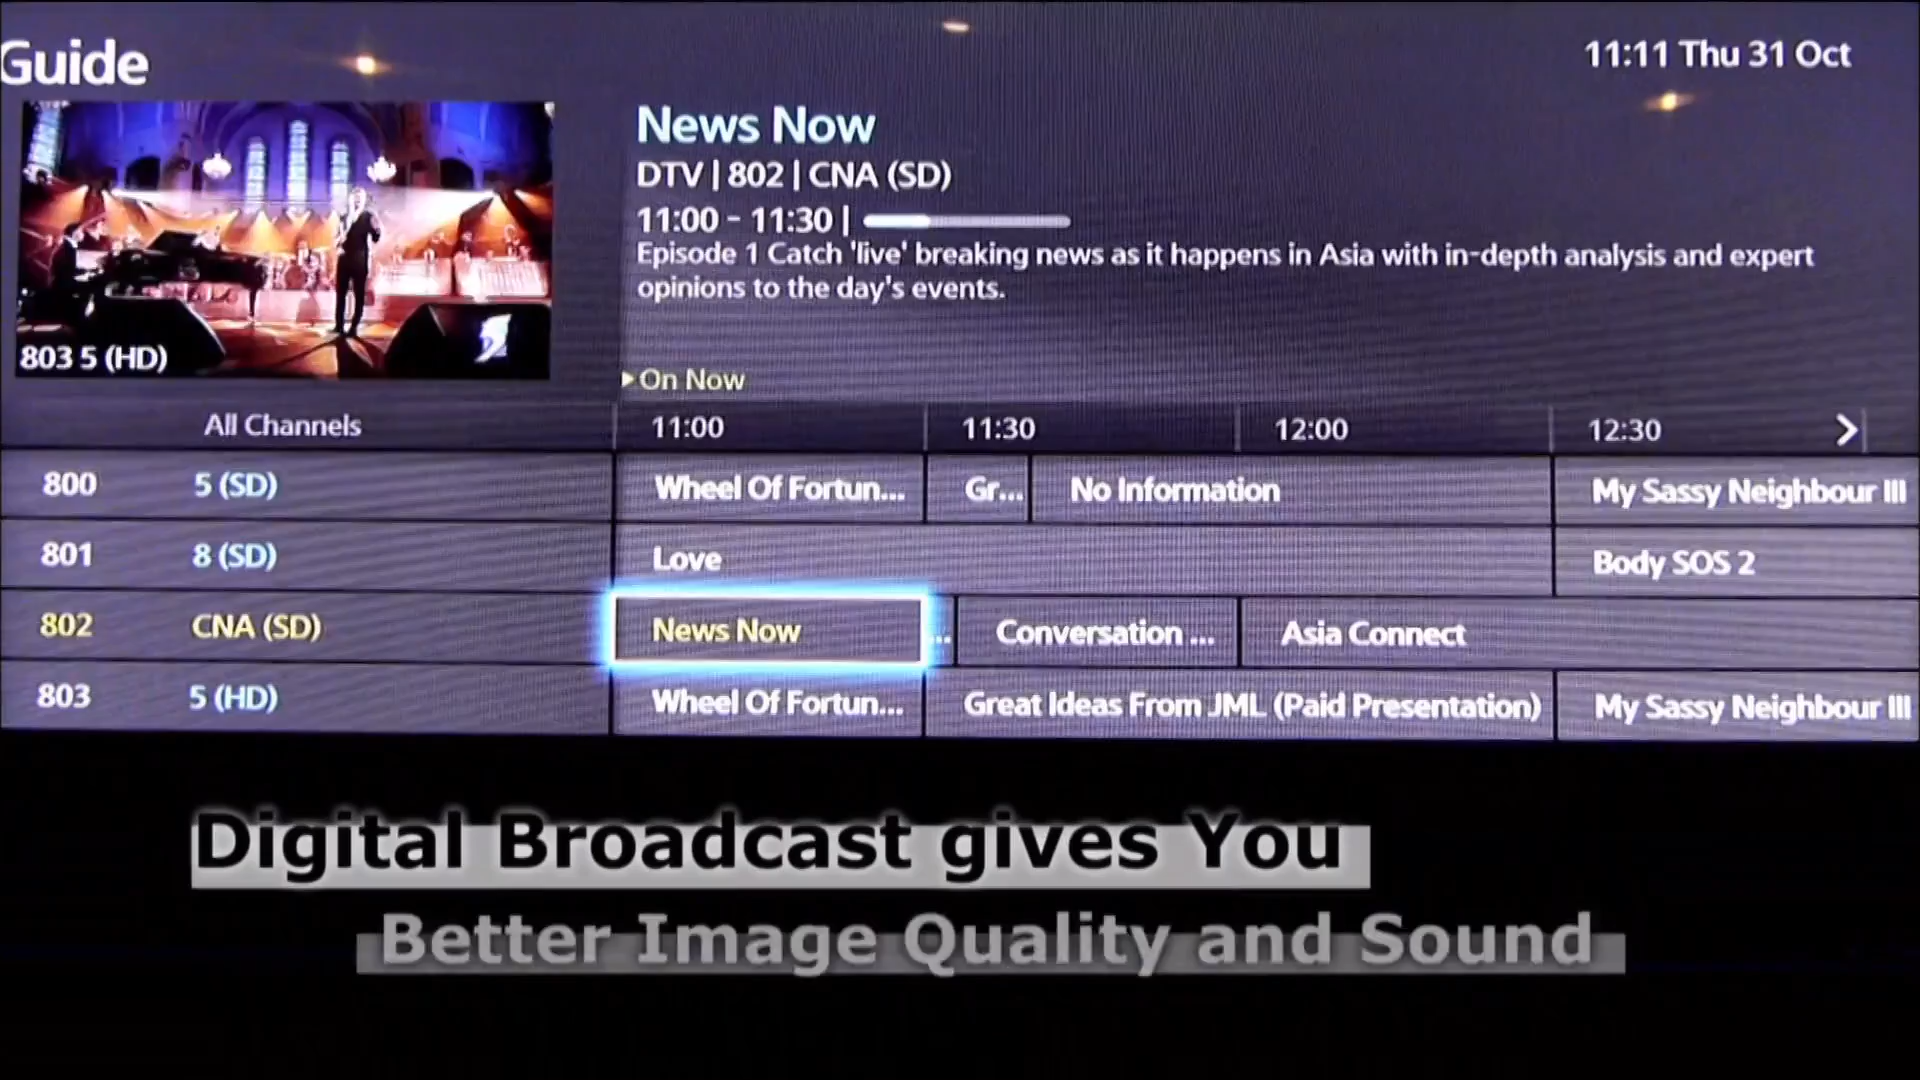 Guide
11:11 Thu 31 Oct
News Now
DTV | 802 | CNA (SD)
11:00 - 11:30 |
Episode 1 Catch 'live' breaking news as it happens in Asia with in-depth analysis and expert
opinions to the day's events.
803 5 (HD)
On Now
All Channels 11:00 11:30 12:00 12:30
800 5 (SD) Wheel Of Fortun... Gr... No Information My Sassy Neighbour III
801 8 (SD) Love Body SOS 2
802 CNA (SD) News Now ... Conversation ... Asia Connect
803 5 (HD) Wheel Of Fortun... Great Ideas From JML (Paid Presentation) My Sassy Neighbour III
Digital Broadcast gives You
Better Image Quality and Sound